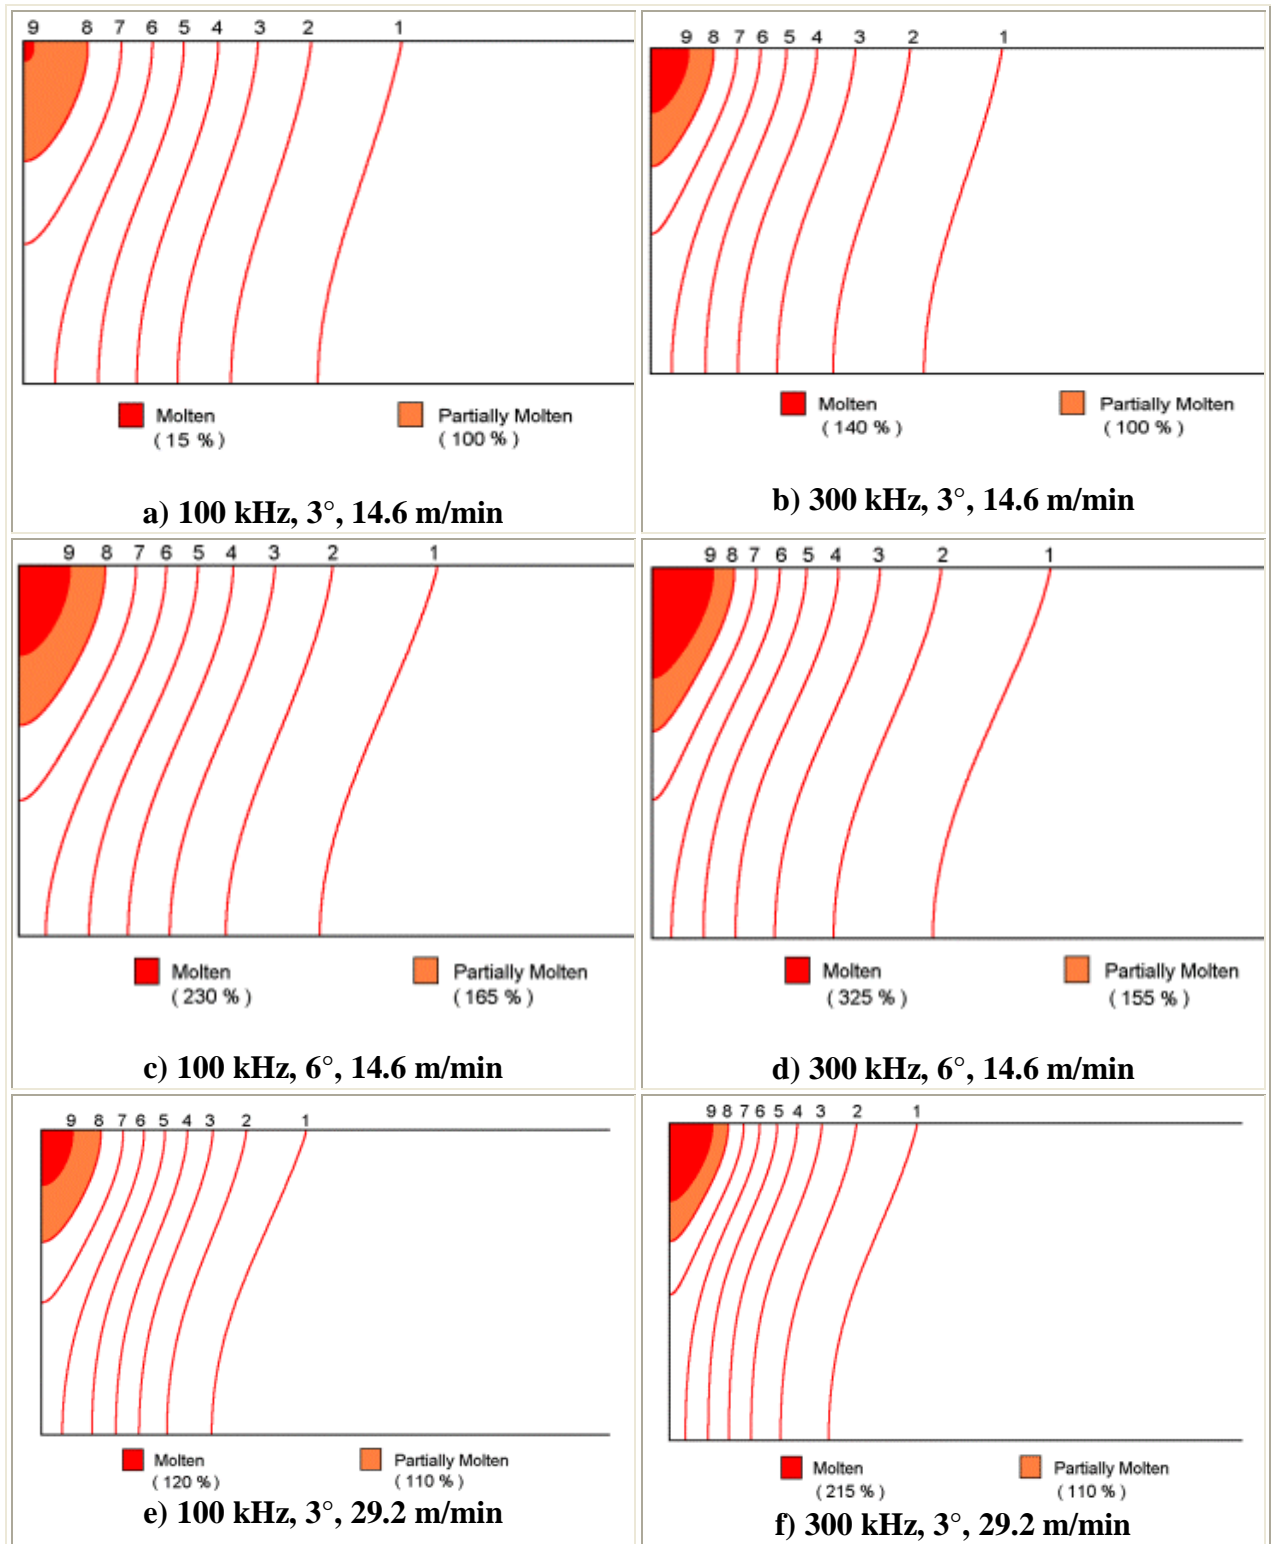 9 8 7 6 5 4 3 2 1
Molten Partially Molten
( 15 % ) ( 100 % )
a) 100 kHz, 3°, 14.6 m/min
9 8 7 6 5 4 3 2 1
Molten Partially Molten
( 140 % ) ( 100 % )
b) 300 kHz, 3°, 14.6 m/min
9 8 7 6 5 4 3 2 1
Molten Partially Molten
( 230 % ) ( 165 % )
c) 100 kHz, 6°, 14.6 m/min
9 8 7 6 5 4 3 2 1
Molten Partially Molten
( 325 % ) ( 155 % )
d) 300 kHz, 6°, 14.6 m/min
9 8 7 6 5 4 3 2 1
Molten Partially Molten
( 120 % ) ( 110 % )
e) 100 kHz, 3°, 29.2 m/min
9 8 7 6 5 4 3 2 1
Molten Partially Molten
( 215 % ) ( 110 % )
f) 300 kHz, 3°, 29.2 m/min